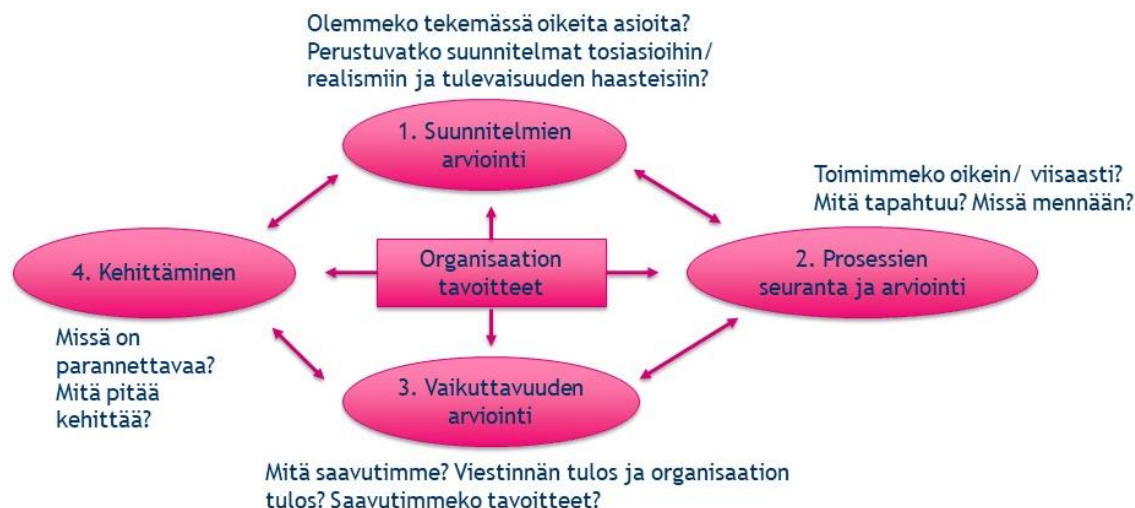 Olemmeko tekemässä oikeita asioita?
Perustuvatko suunnitelmat tosiasioihin/
realismiin ja tulevaisuuden haasteisiin?
1. Suunnitelmien
arviointi
Toimimmeko oikein/ viisaasti?
Mitä tapahtuu? Missä mennään?
4. Kehittäminen
Organisaation
tavoitteet
2. Prosessien
seuranta ja arviointi
Missä on
parannettavaa?
Mitä pitää
kehittää?
3. Vaikuttavuuden
arviointi
Mitä saavutimme? Viestinnän tulos ja organisaation
tulos? Saavutimmeko tavoitteet?